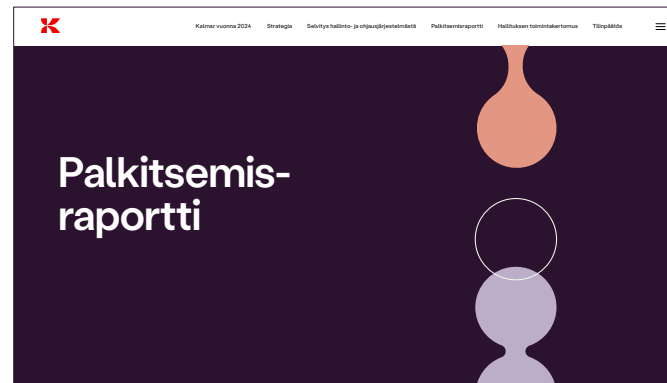 Kalmar vuonna 2024 Strategia Selvitys hallinto- ja ohjausjärjestelmästä Palkitsemisraportti Hallituksen toimintakertomus Tilinpäätös
Palkitsemis-
raportti